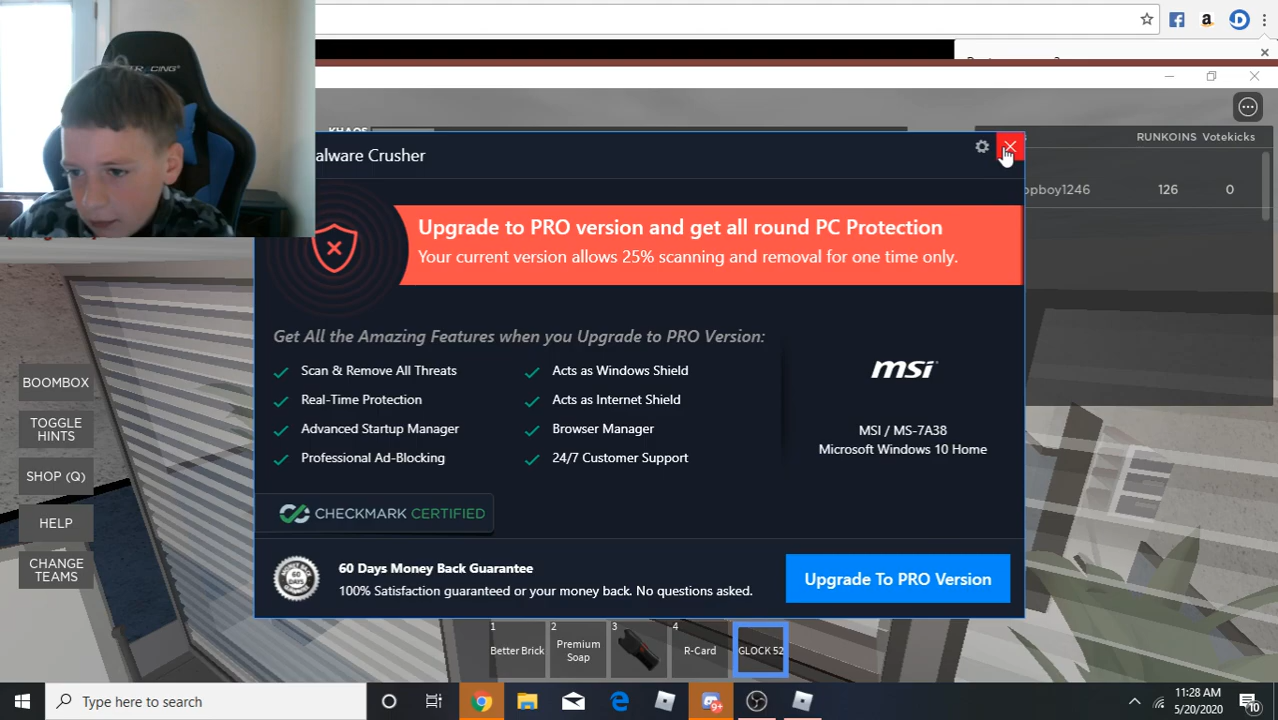 KHAOS
RUNKOINS Votekicks
opboy1246 126 0
alware Crusher
Upgrade to PRO version and get all round PC Protection
Your current version allows 25% scanning and removal for one time only.
Get All the Amazing Features when you Upgrade to PRO Version:
Scan & Remove All Threats
Real-Time Protection
Advanced Startup Manager
Professional Ad-Blocking
Acts as Windows Shield
Acts as Internet Shield
Browser Manager
24/7 Customer Support
msi
MSI / MS-7A38
Microsoft Windows 10 Home
CHECKMARK CERTIFIED
60 Days Money Back Guarantee
100% Satisfaction guaranteed or your money back. No questions asked.
Upgrade To PRO Version
BOOMBOX
TOGGLE
HINTS
SHOP (Q)
HELP
CHANGE
TEAMS
1
Better Brick
2
Premium
Soap
3
4
R-Card
GLOCK 52
Type here to search
9+
11:28 AM
5/20/2020
10